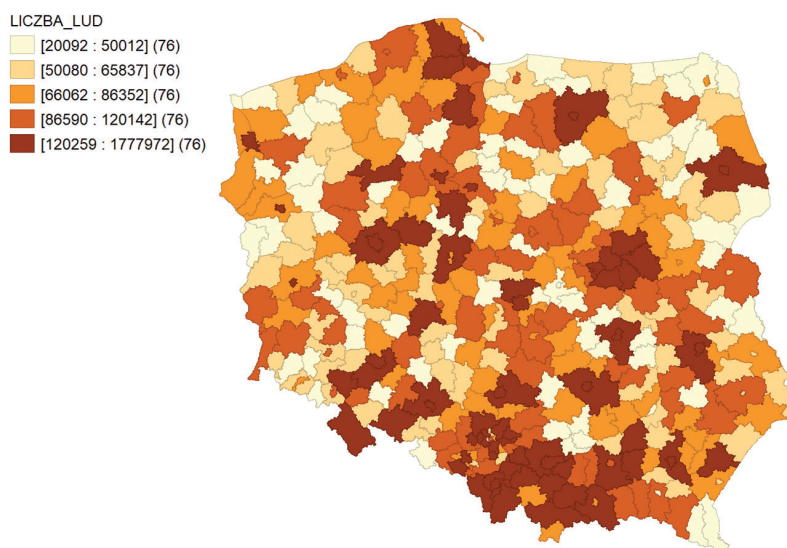 LICZBA_LUD
[20092 : 50012] (76)
[50080 : 65837] (76)
[66062 : 86352] (76)
[86590 : 120142] (76)
[120259 : 1777972] (76)